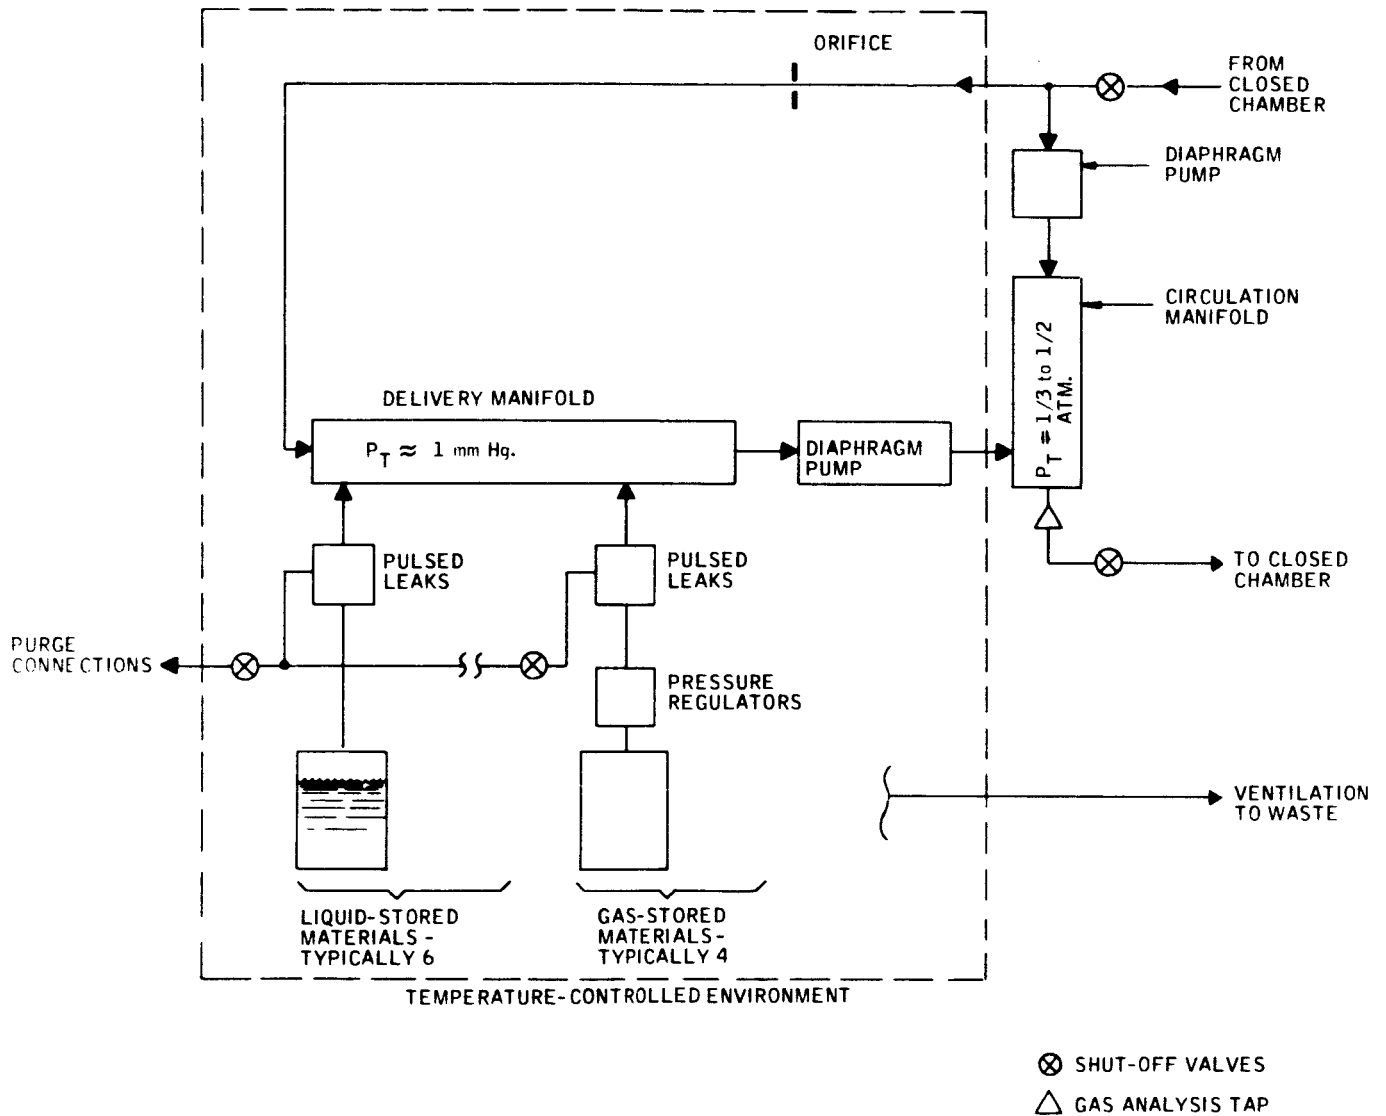 ORIFICE
FROM
CLOSED
CHAMBER
DIAPHRAGM
PUMP
CIRCULATION
MANIFOLD
P_T = 1/3 to 1/2
ATM.
DELIVERY MANIFOLD
P_T ≈ 1 mm Hg.
DIAPHRAGM
PUMP
PULSED
LEAKS
PULSED
LEAKS
TO CLOSED
CHAMBER
PURGE
CONNECTIONS
PRESSURE
REGULATORS
VENTILATION
TO WASTE
LIQUID-STORED
MATERIALS -
TYPICALLY 6
GAS-STORED
MATERIALS-
TYPICALLY 4
TEMPERATURE-CONTROLLED ENVIRONMENT
SHUT-OFF VALVES
GAS ANALYSIS TAP